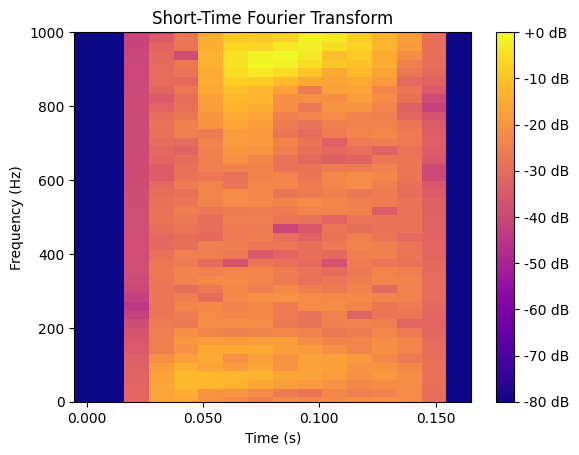 Short-Time Fourier Transform
1000
800
600
400
200
0
Frequency (Hz)
0.000
0.050
0.100
0.150
Time (s)
+0 dB
-10 dB
-20 dB
-30 dB
-40 dB
-50 dB
-60 dB
-70 dB
-80 dB